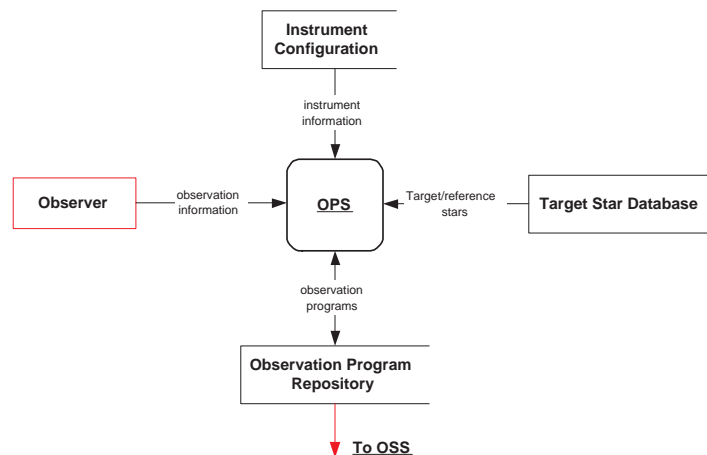 Instrument
Configuration
instrument
information
Observer
observation
information
OPS
Target/reference
stars
Target Star Database
observation
programs
Observation Program
Repository
To OSS